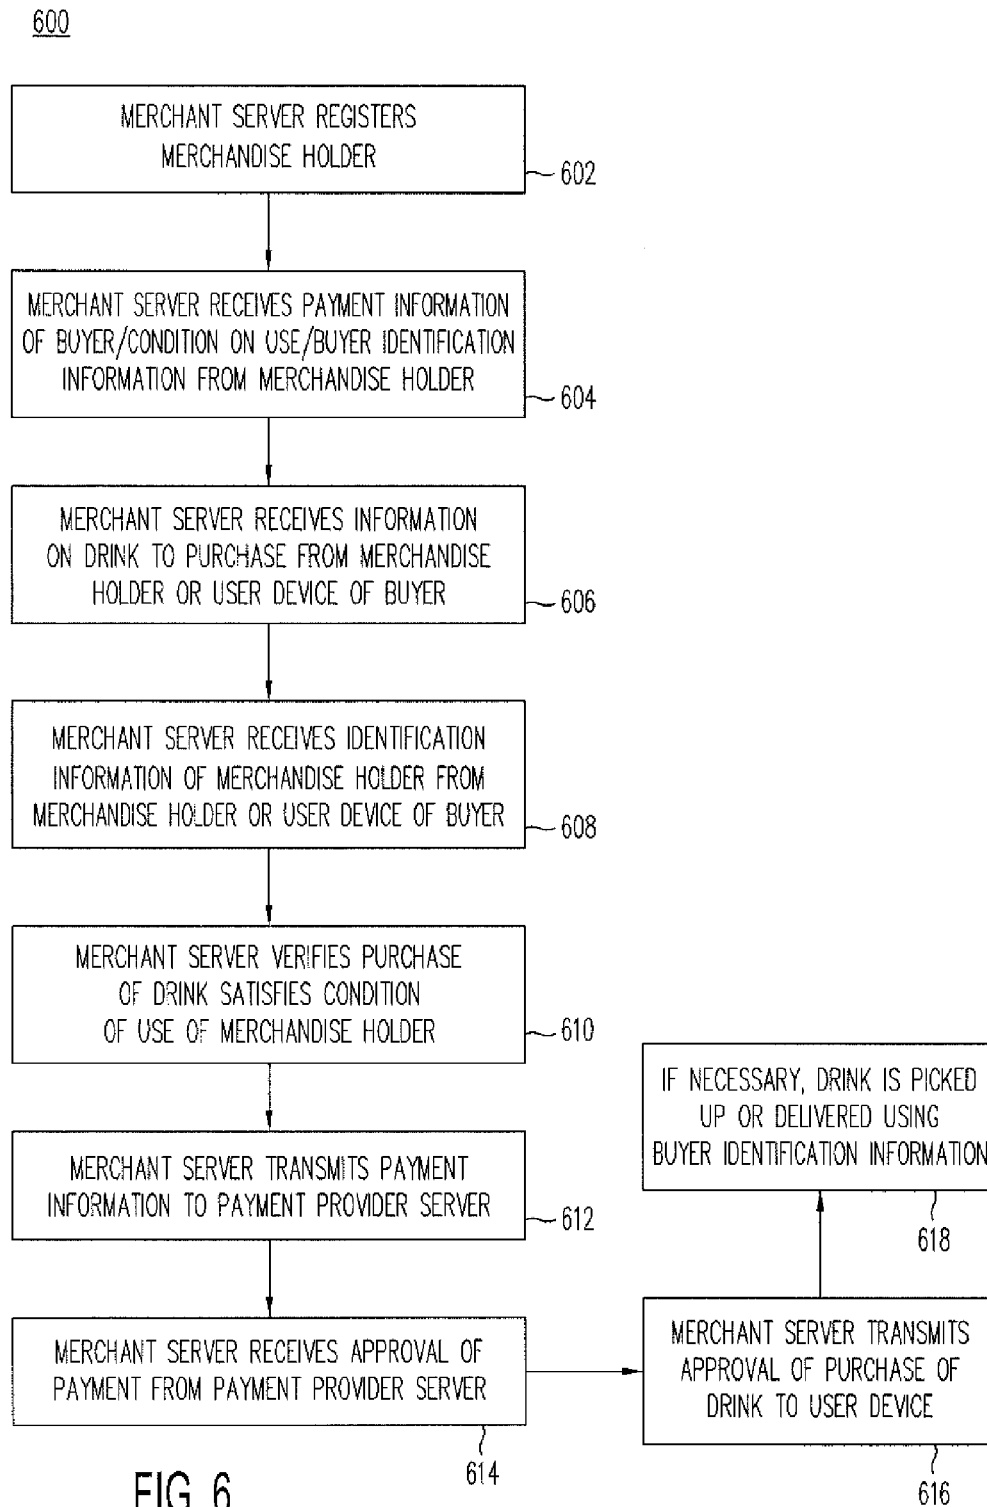 600
MERCHANT SERVER REGISTERS
MERCHANDISE HOLDER
602
MERCHANT SERVER RECEIVES PAYMENT INFORMATION
OF BUYER/CONDITION ON USE/BUYER IDENTIFICATION
INFORMATION FROM MERCHANDISE HOLDER
604
MERCHANT SERVER RECEIVES INFORMATION
ON DRINK TO PURCHASE FROM MERCHANDISE
HOLDER OR USER DEVICE OF BUYER
606
MERCHANT SERVER RECEIVES IDENTIFICATION
INFORMATION OF MERCHANDISE HOLDER FROM
MERCHANDISE HOLDER OR USER DEVICE OF BUYER
608
MERCHANT SERVER VERIFIES PURCHASE
OF DRINK SATISFIES CONDITION
OF USE OF MERCHANDISE HOLDER
610
MERCHANT SERVER TRANSMITS PAYMENT
INFORMATION TO PAYMENT PROVIDER SERVER
612
MERCHANT SERVER RECEIVES APPROVAL OF
PAYMENT FROM PAYMENT PROVIDER SERVER
614
MERCHANT SERVER TRANSMITS
APPROVAL OF PURCHASE OF
DRINK TO USER DEVICE
616
IF NECESSARY, DRINK IS PICKED
UP OR DELIVERED USING
BUYER IDENTIFICATION INFORMATION
618
FIG. 6